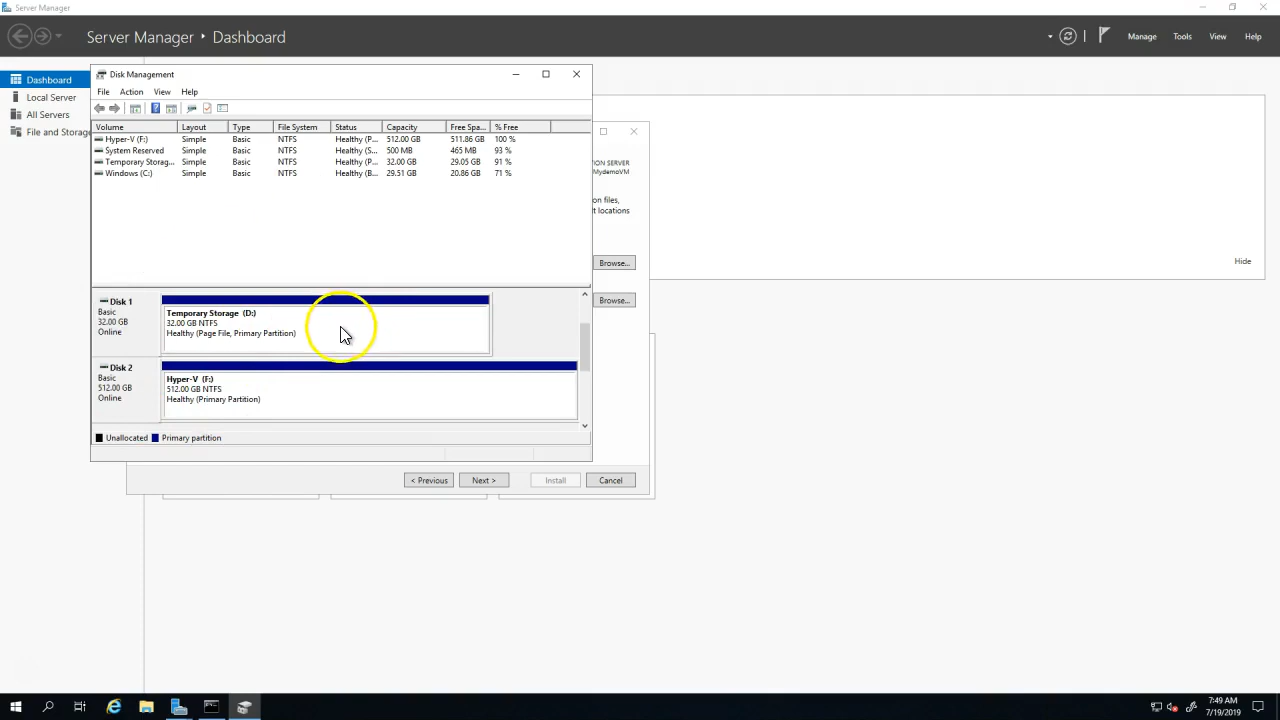 Server Manager
Server Manager ‣ Dashboard
Manage Tools View Help
Dashboard
Local Server
All Servers
File and Storag
Disk Management
File Action View Help
Volume Layout Type File System Status Capacity Free Spa... % Free
Hyper-V (F:) Simple Basic NTFS Healthy (P... 512.00 GB 511.86 GB 100 %
System Reserved Simple Basic NTFS Healthy (S... 500 MB 465 MB 93 %
Temporary Storag... Simple Basic NTFS Healthy (P... 32.00 GB 29.05 GB 91 %
Windows (C:) Simple Basic NTFS Healthy (B... 29.51 GB 20.86 GB 71 %
ION SERVER
MydemoVM
on files,
t locations
Browse...
Hide
Browse...
Disk 1
Basic
32.00 GB
Online
Temporary Storage (D:)
32.00 GB NTFS
Healthy (Page File, Primary Partition)
Disk 2
Basic
512.00 GB
Online
Hyper-V (F:)
512.00 GB NTFS
Healthy (Primary Partition)
Unallocated Primary partition
< Previous Next > Install Cancel
7:49 AM
7/19/2019